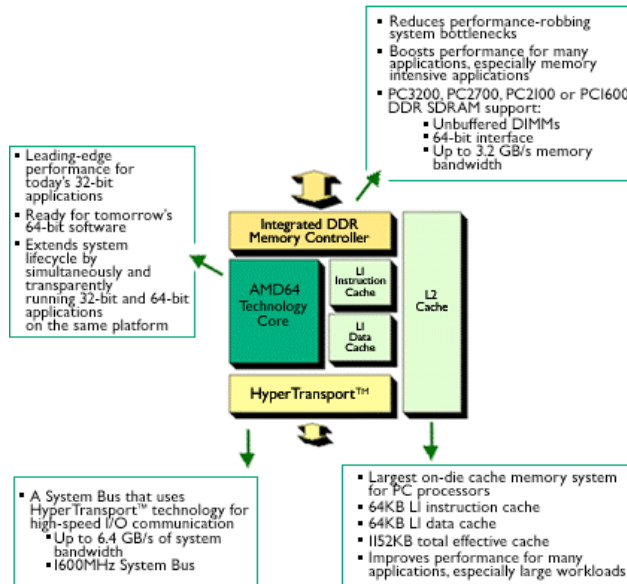 ▪ Reduces performance-robbing
system bottlenecks
▪ Boosts performance for many
applications, especially memory
intensive applications
▪ PC3200, PC2700, PC2100 or PC1600
DDR SDRAM support:
▪ Unbuffered DIMMs
▪ 64-bit interface
▪ Up to 3.2 GB/s memory
bandwidth
▪ Leading-edge
performance for
today's 32-bit
applications
▪ Ready for tomorrow's
64-bit software
▪ Extends system
lifecycle by
simultaneously and
transparently
running 32-bit and 64-bit
applications
on the same platform
Integrated DDR
Memory Controller
AMD64
Technology
Core
L1
Instruction
Cache
L1
Data
Cache
L2
Cache
HyperTransport™
▪ A System Bus that uses
HyperTransport™ technology for
high-speed I/O communication
▪ Up to 6.4 GB/s of system
bandwidth
▪ 1600MHz System Bus
▪ Largest on-die cache memory system
for PC processors
▪ 64KB L1 instruction cache
▪ 64KB L1 data cache
▪ 1152KB total effective cache
▪ Improves performance for many
applications, especially large workloads